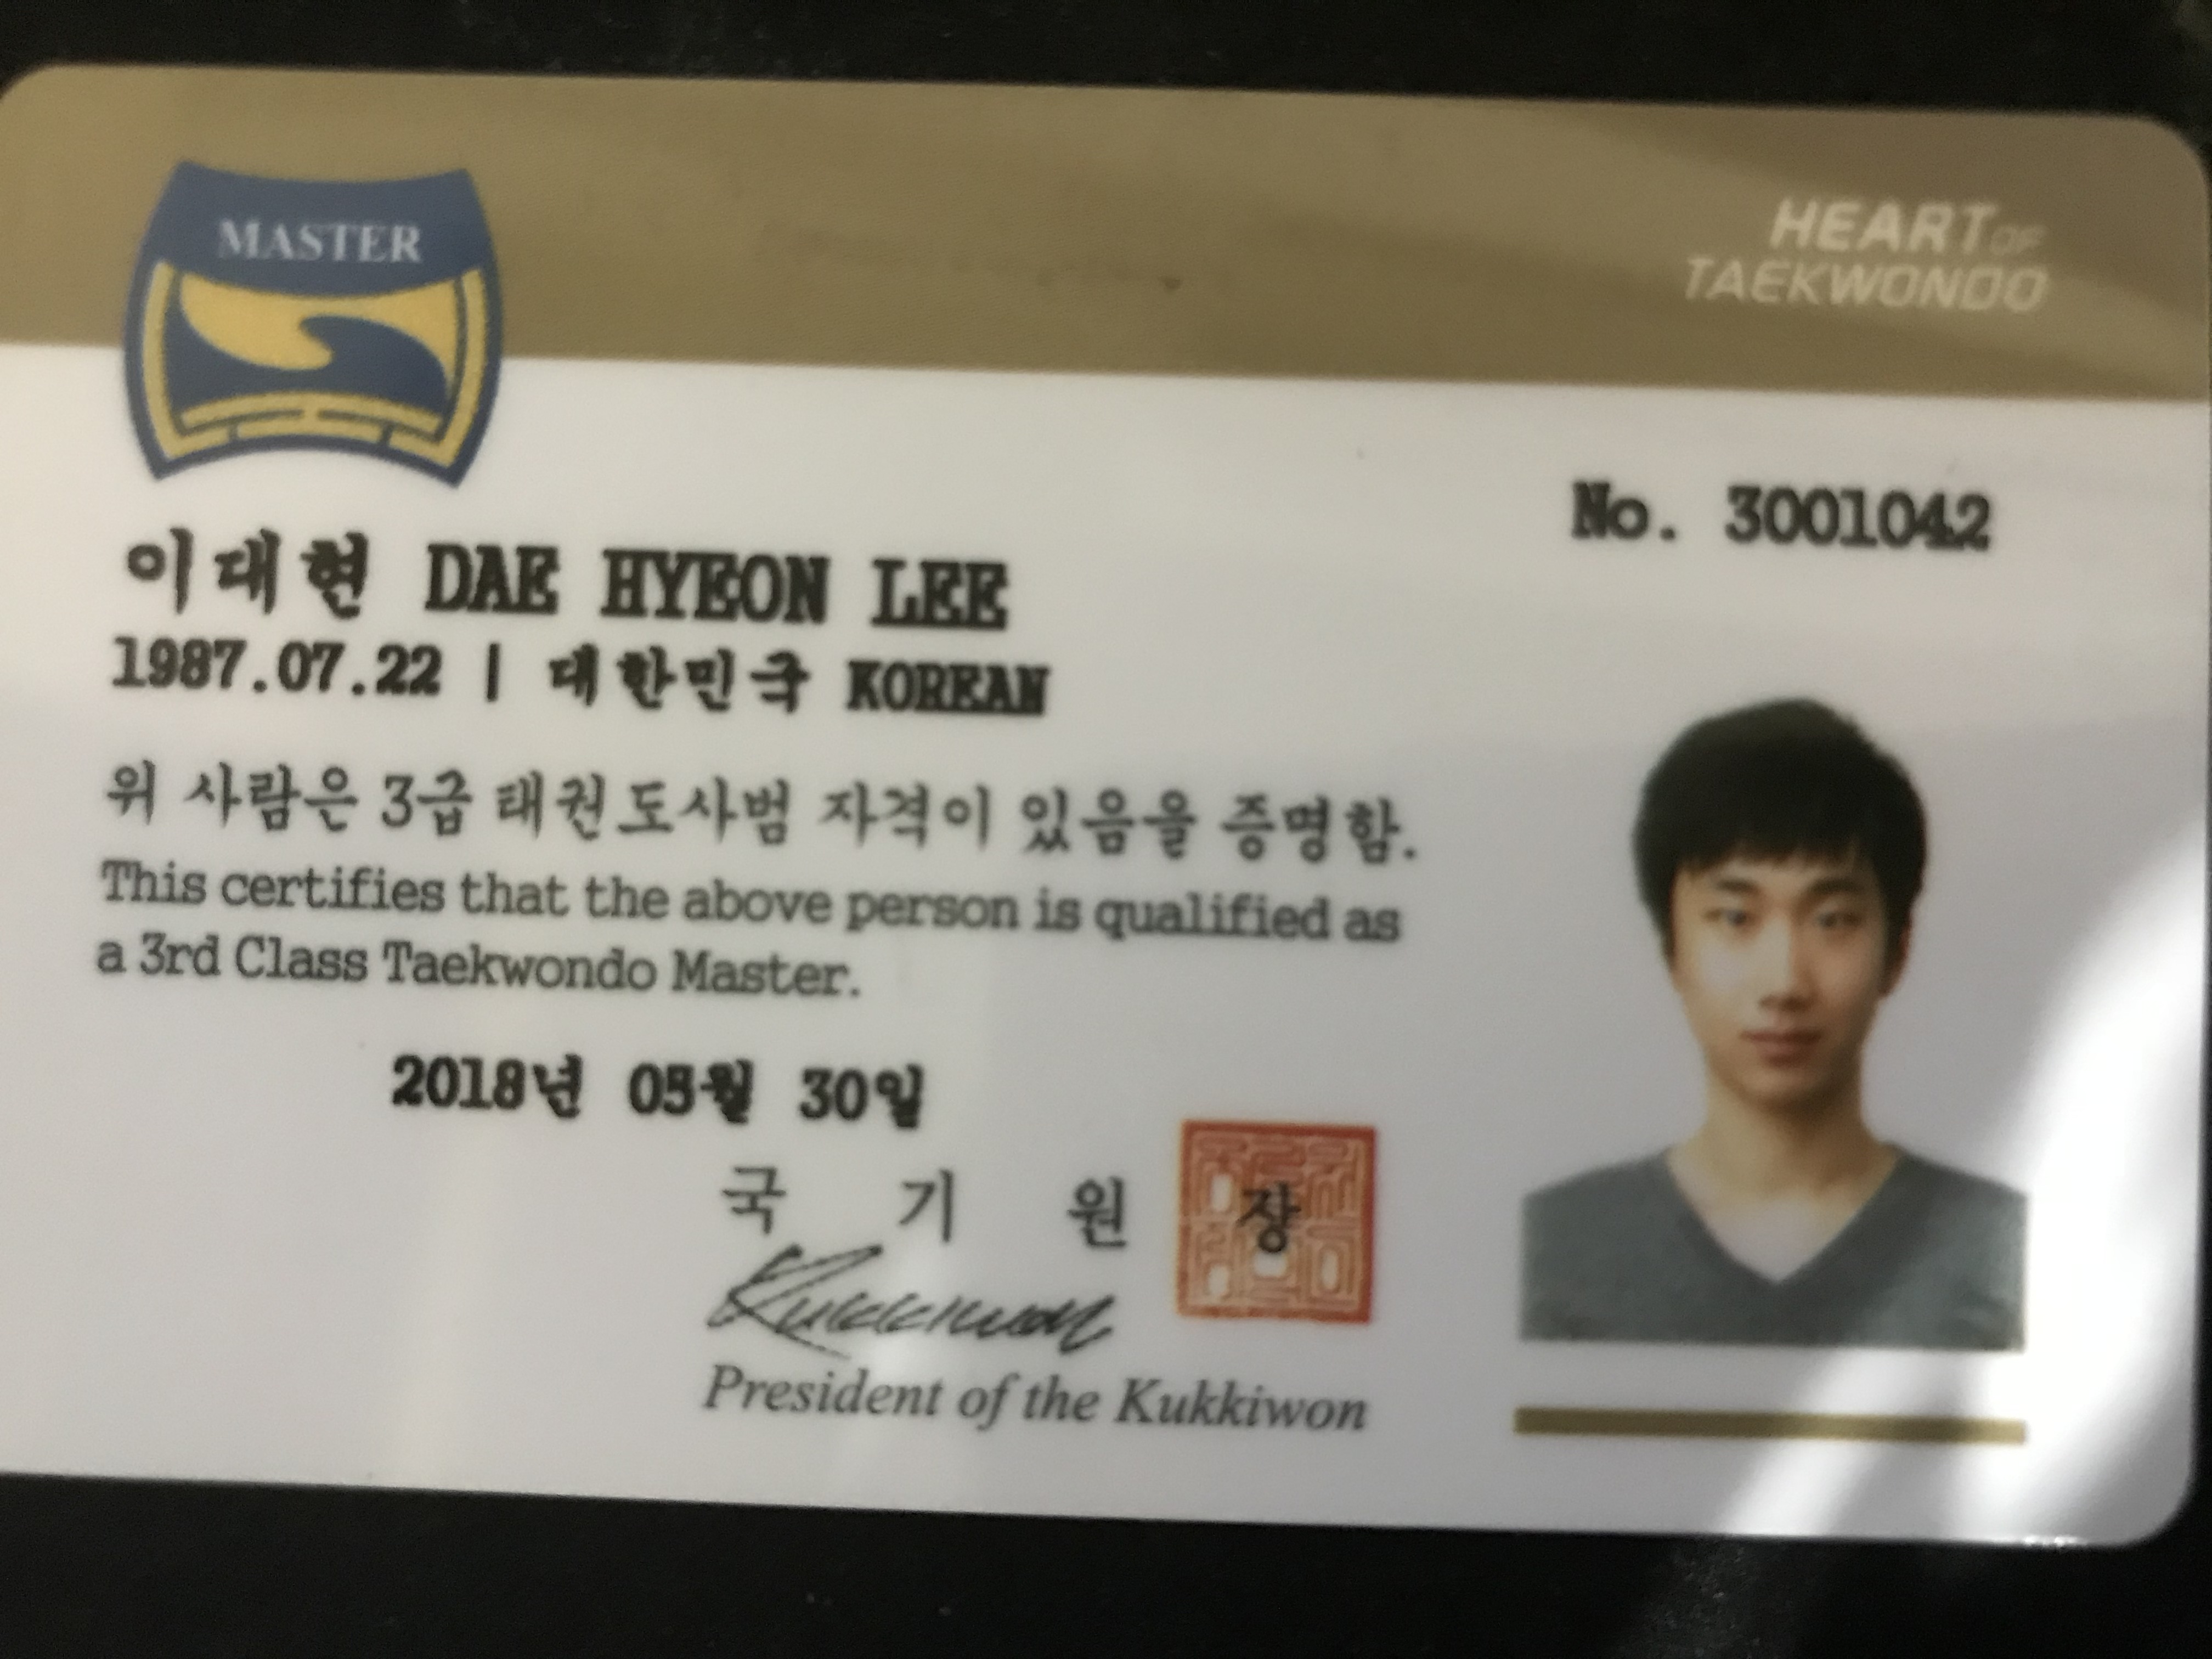 MASTER
HEART OF
TAEKWONDO
No. 3001042
이대현 DAE HYEON LEE
1987.07.22 | 대한민국 KOREAN
위 사람은 3급 태권도사범 자격이 있음을 증명함.
This certifies that the above person is qualified as
a 3rd Class Taekwondo Master.
2018년 05월 30일
국 기 원 장
Kukkiwon
President of the Kukkiwon